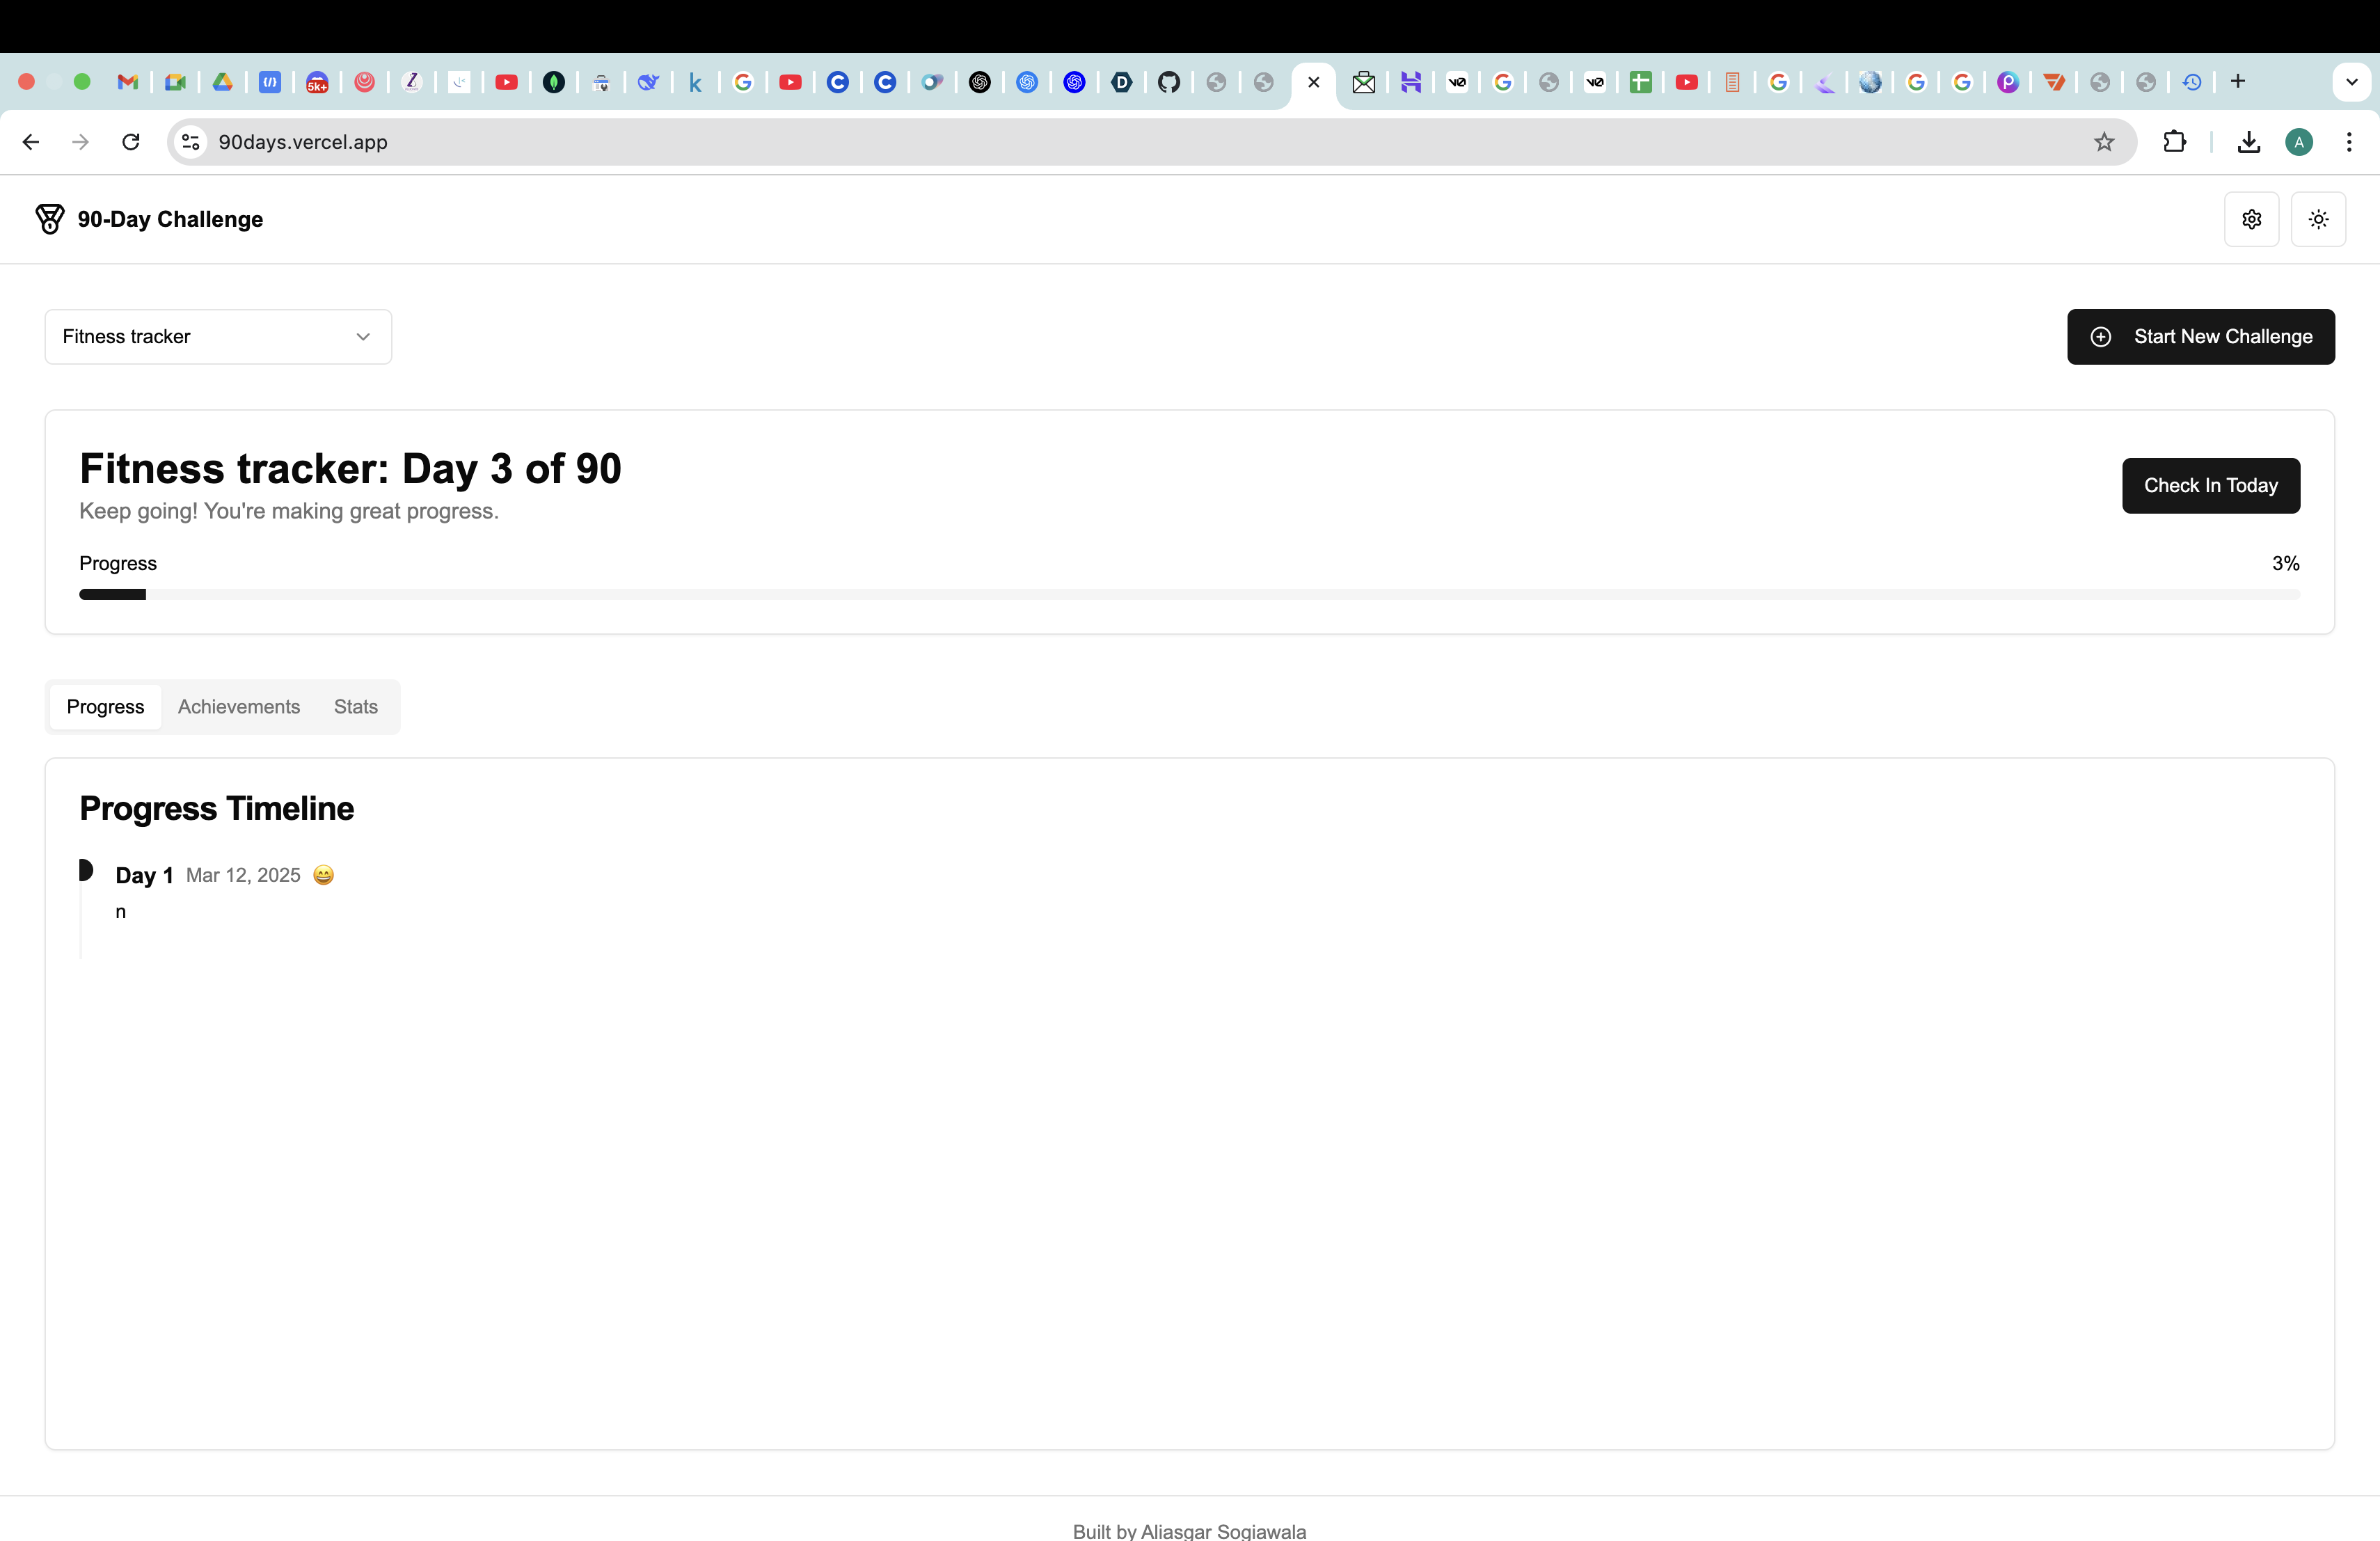 5k+
90days.vercel.app
A
90-Day Challenge
Fitness tracker
Start New Challenge
Fitness tracker: Day 3 of 90
Keep going! You're making great progress.
Check In Today
Progress
3%
Progress Achievements Stats
Progress Timeline
Day 1 Mar 12, 2025 😄
n
Built by Aliasgar Sogiawala